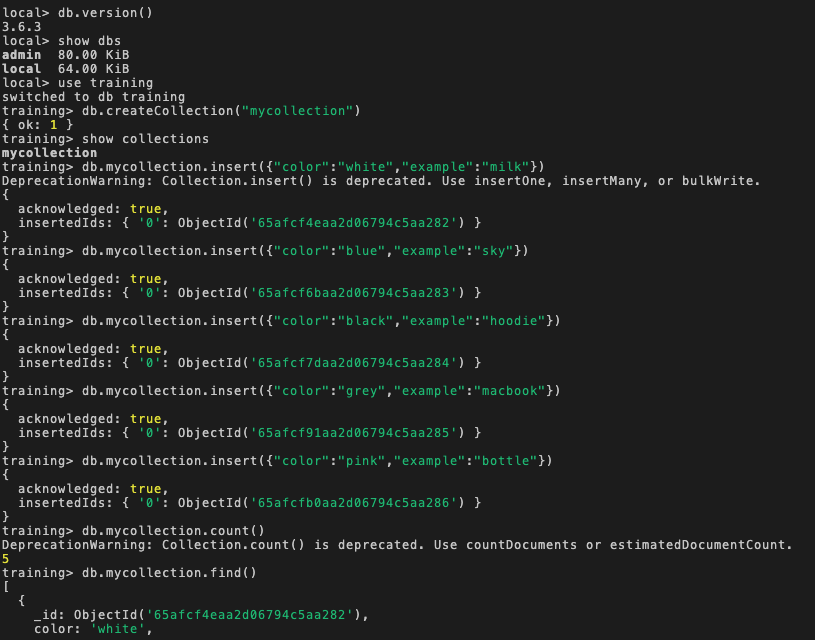 local> db.version()
3.6.3
local> show dbs
admin  80.00 KiB
local  64.00 KiB
local> use training
switched to db training
training> db.createCollection("mycollection")
{ ok: 1 }
training> show collections
mycollection
training> db.mycollection.insert({"color":"white","example":"milk"})
DeprecationWarning: Collection.insert() is deprecated. Use insertOne, insertMany, or bulkWrite.
{
  acknowledged: true,
  insertedIds: { '0': ObjectId('65afcf4eaa2d06794c5aa282') }
}
training> db.mycollection.insert({"color":"blue","example":"sky"})
{
  acknowledged: true,
  insertedIds: { '0': ObjectId('65afcf6baa2d06794c5aa283') }
}
training> db.mycollection.insert({"color":"black","example":"hoodie"})
{
  acknowledged: true,
  insertedIds: { '0': ObjectId('65afcf7daa2d06794c5aa284') }
}
training> db.mycollection.insert({"color":"grey","example":"macbook"})
{
  acknowledged: true,
  insertedIds: { '0': ObjectId('65afcf91aa2d06794c5aa285') }
}
training> db.mycollection.insert({"color":"pink","example":"bottle"})
{
  acknowledged: true,
  insertedIds: { '0': ObjectId('65afcfb0aa2d06794c5aa286') }
}
training> db.mycollection.count()
DeprecationWarning: Collection.count() is deprecated. Use countDocuments or estimatedDocumentCount.
5
training> db.mycollection.find()
[
  {
    _id: ObjectId('65afcf4eaa2d06794c5aa282'),
    color: 'white',